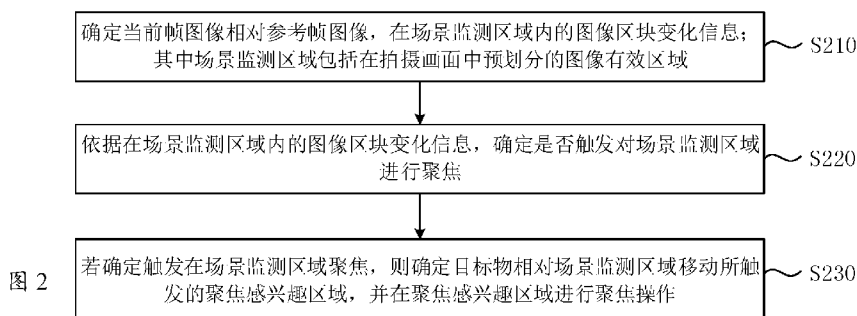 确定当前帧图像相对参考帧图像，在场景监测区域内的图像区块变化信息；
其中场景监测区域包括在拍摄画面中预划分的图像有效区域
S210
依据在场景监测区域内的图像区块变化信息，确定是否触发对场景监测区域
进行聚焦
S220
若确定触发在场景监测区域聚焦，则确定目标物相对场景监测区域移动所触
发的聚焦感兴趣区域，并在聚焦感兴趣区域进行聚焦操作
S230
图 2